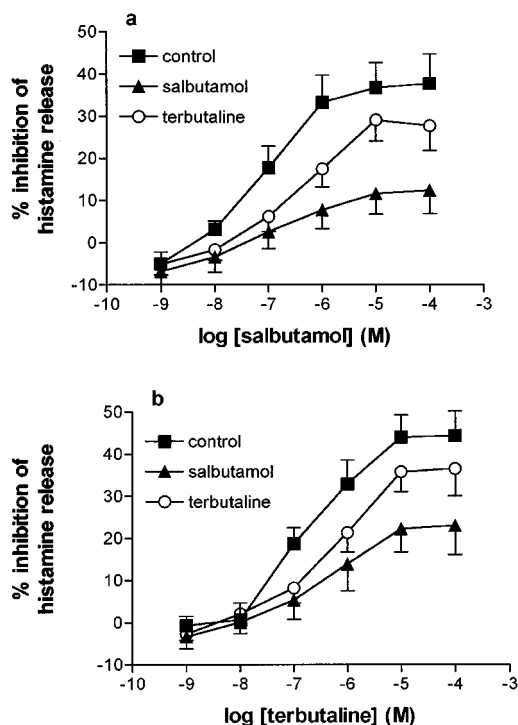 a
50
40
30
20
10
0
-10
% inhibition of
histamine release
control
salbutamol
terbutaline
-10 -9 -8 -7 -6 -5 -4 -3
log [salbutamol] (M)
b
50
40
30
20
10
0
-10
% inhibition of
histamine release
control
salbutamol
terbutaline
-10 -9 -8 -7 -6 -5 -4 -3
log [terbutaline] (M)